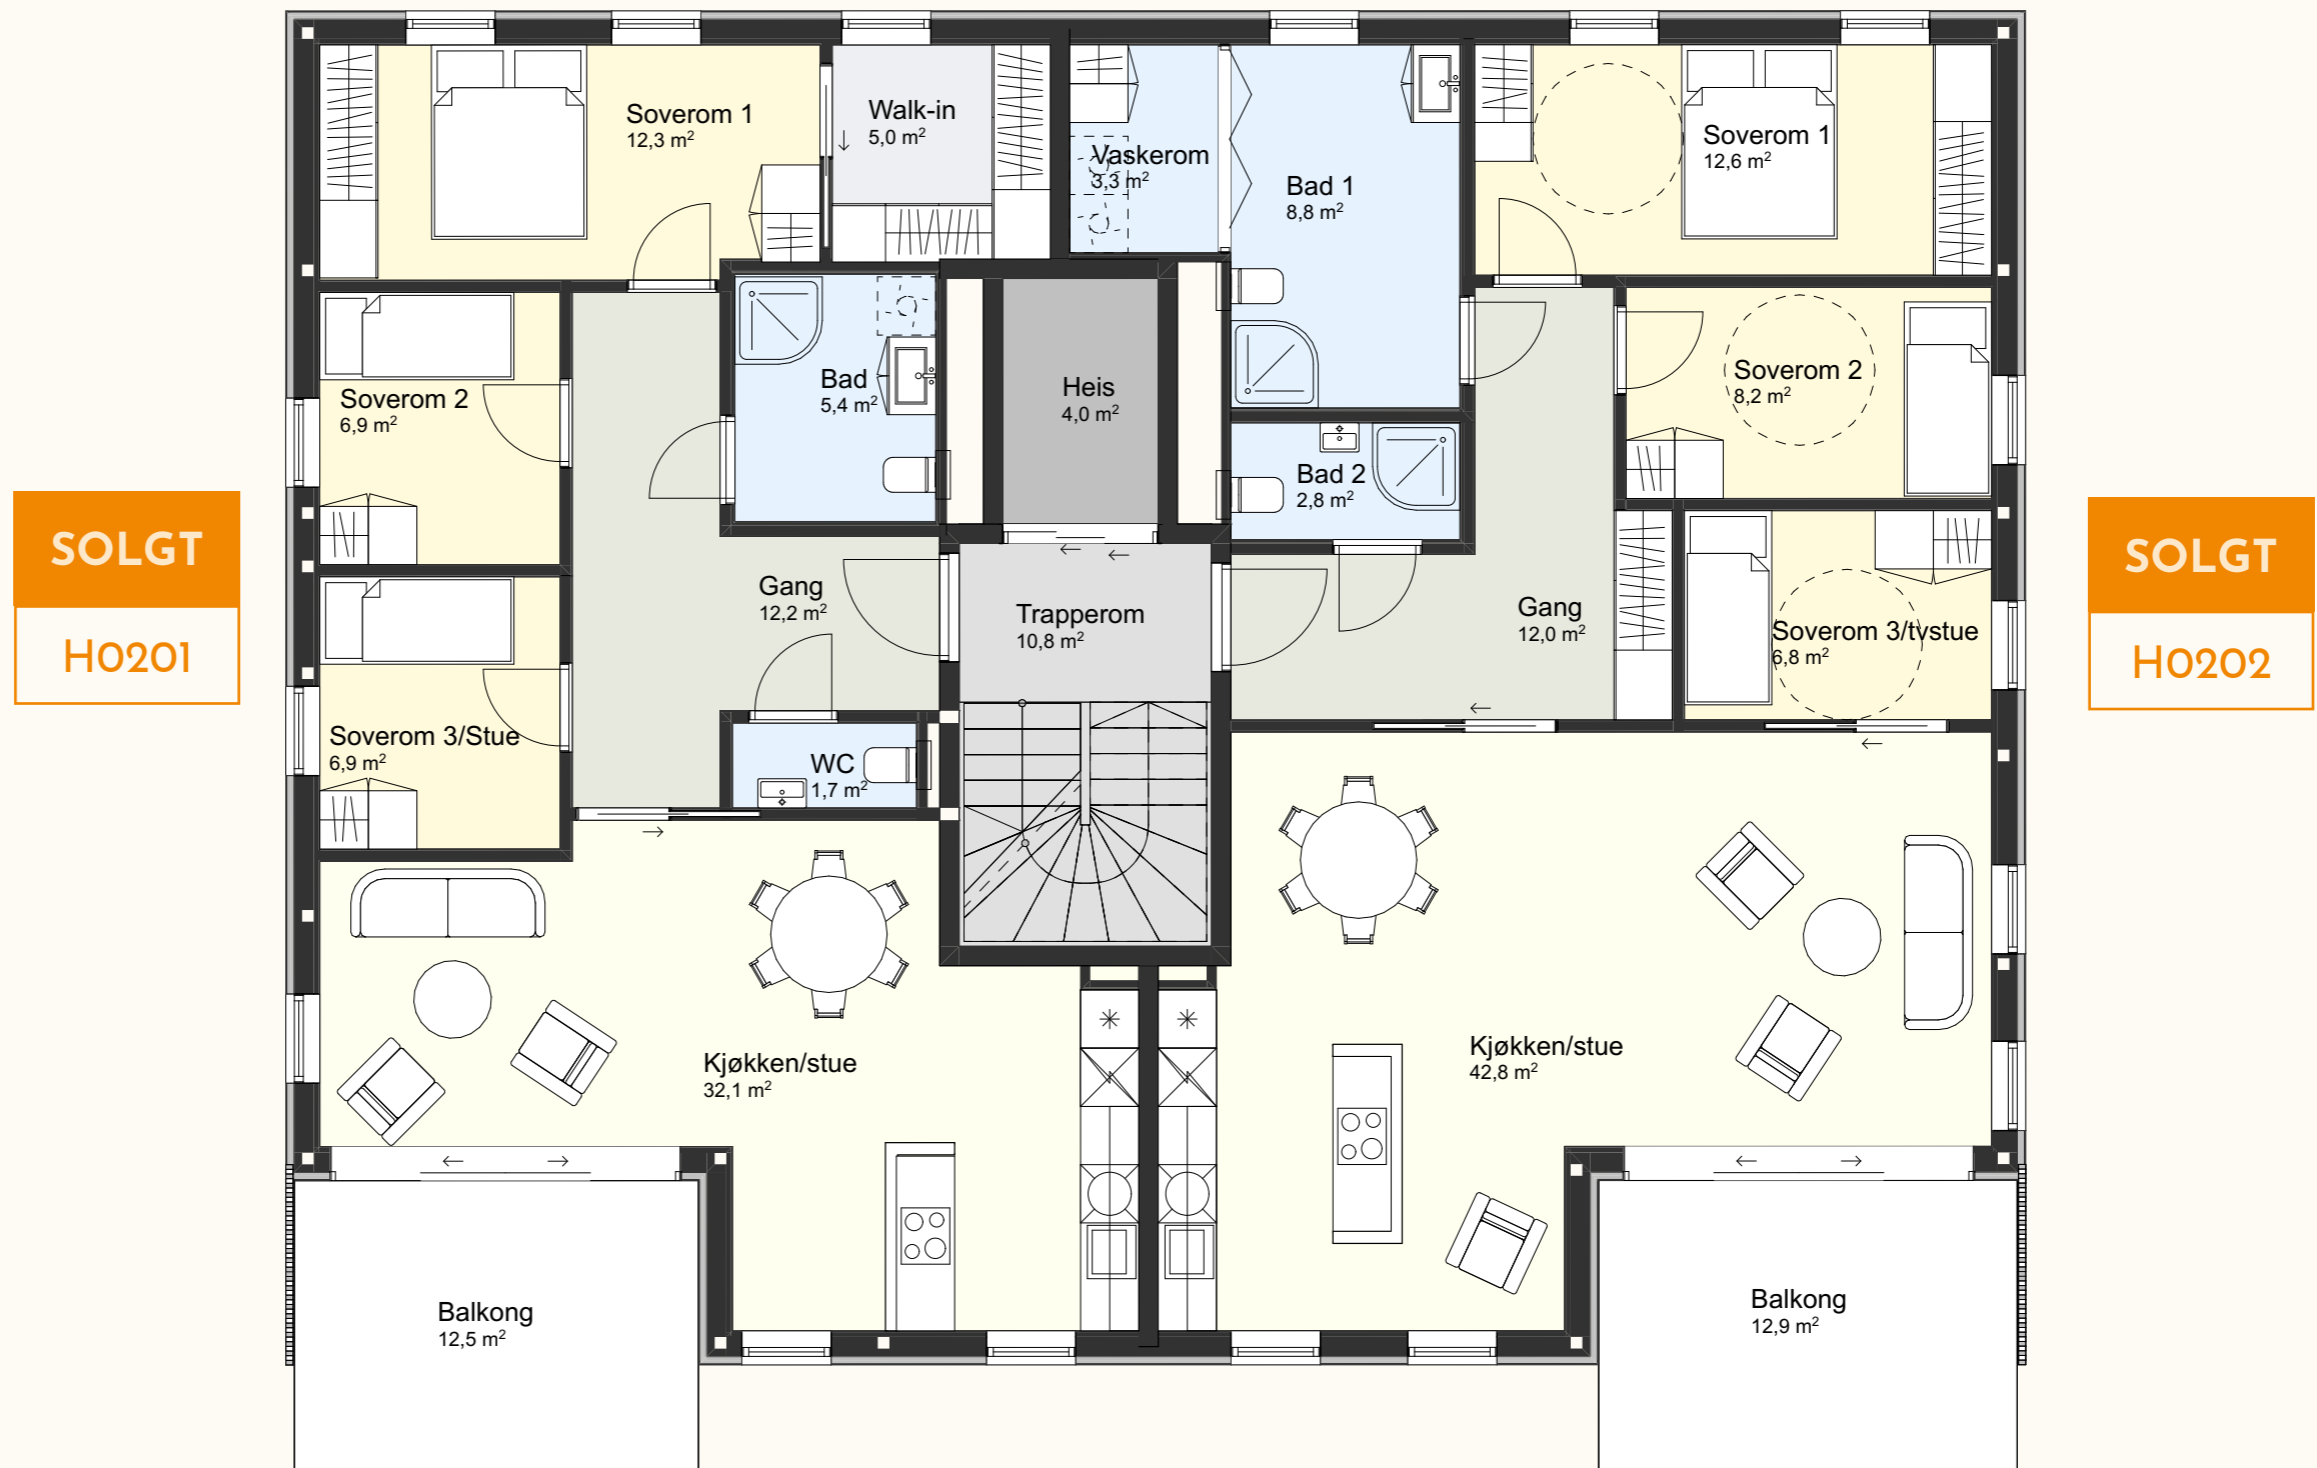 Soverom 1
12,3 m²
Walk-in
5,0 m²
Vaskerom
3,3 m²
Bad 1
8,8 m²
Soverom 1
12,6 m²
Soverom 2
6,9 m²
Bad
5,4 m²
Heis
4,0 m²
Bad 2
2,8 m²
Soverom 2
8,2 m²
SOLGT
H0201
Gang
12,2 m²
Trapperom
10,8 m²
Gang
12,0 m²
Soverom 3/tvstue
6,8 m²
SOLGT
H0202
Soverom 3/Stue
6,9 m²
WC
1,7 m²
Kjøkken/stue
32,1 m²
Kjøkken/stue
42,8 m²
Balkong
12,5 m²
Balkong
12,9 m²